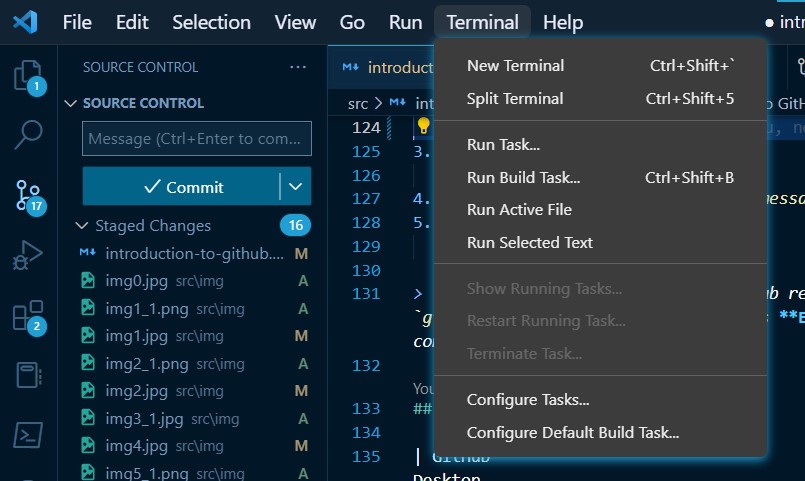 File Edit Selection View Go Run Terminal Help ● intr
SOURCE CONTROL ···
SOURCE CONTROL
Message (Ctrl+Enter to com...
Commit
Staged Changes 16
introduction-to-github.... M
img0.jpg src\img A
img1_1.png src\img A
img1.jpg src\img M
img2_1.png src\img A
img2.jpg src\img M
img3_1.jpg src\img A
img4.jpg src\img M
img5_1.png src\img A
1
17
2
introduct
src > int o GitH
124 u, no
125 3.
126
127 4. messa
128 5.
129
130
131 > ub re
`g s **B
con
132
You
133 ##
134
135 | GitHub
Desktop
New Terminal Ctrl+Shift+`
Split Terminal Ctrl+Shift+5
Run Task...
Run Build Task... Ctrl+Shift+B
Run Active File
Run Selected Text
Show Running Tasks...
Restart Running Task...
Terminate Task...
Configure Tasks...
Configure Default Build Task...